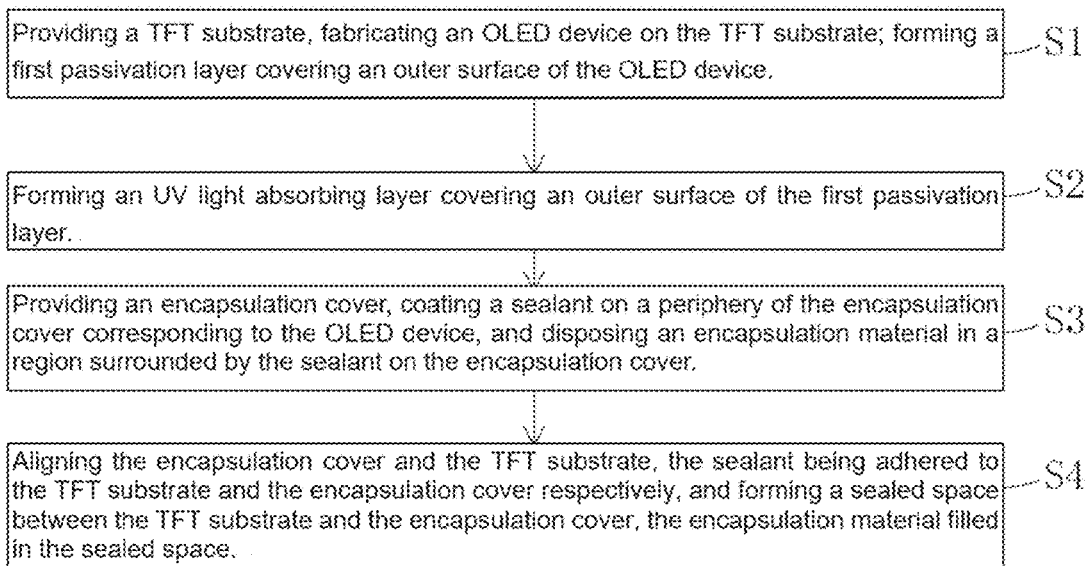 Providing a TFT substrate, fabricating an OLED device on the TFT substrate; forming a
first passivation layer covering an outer surface of the OLED device.
S1
Forming an UV light absorbing layer covering an outer surface of the first passivation
layer.
S2
Providing an encapsulation cover, coating a sealant on a periphery of the encapsulation
cover corresponding to the OLED device, and disposing an encapsulation material in a
region surrounded by the sealant on the encapsulation cover.
S3
Aligning the encapsulation cover and the TFT substrate, the sealant being adhered to
the TFT substrate and the encapsulation cover respectively, and forming a sealed space
between the TFT substrate and the encapsulation cover, the encapsulation material filled
in the sealed space.
S4